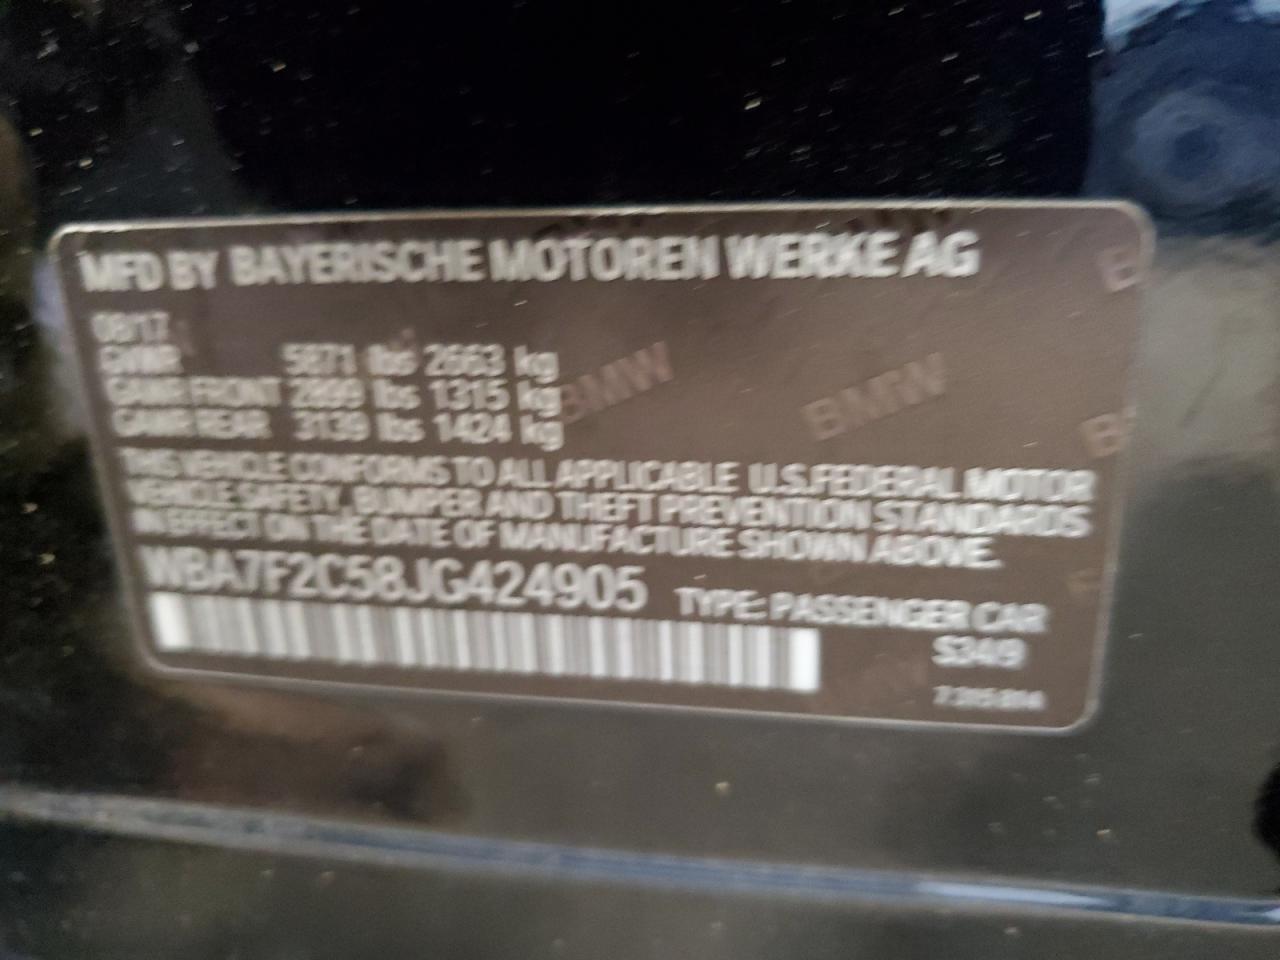 MFD BY BAYERISCHE MOTOREN WERKE AG
08/17
GVWR 5871 lbs 2663 kg
GAWR FRONT 2899 lbs 1315 kg
GAWR REAR 3139 lbs 1424 kg
THIS VEHICLE CONFORMS TO ALL APPLICABLE U.S.FEDERAL MOTOR
VEHICLE SAFETY, BUMPER AND THEFT PREVENTION STANDARDS
IN EFFECT ON THE DATE OF MANUFACTURE SHOWN ABOVE.
WBA7F2C58JG424905 TYPE: PASSENGER CAR
BMW
BMW